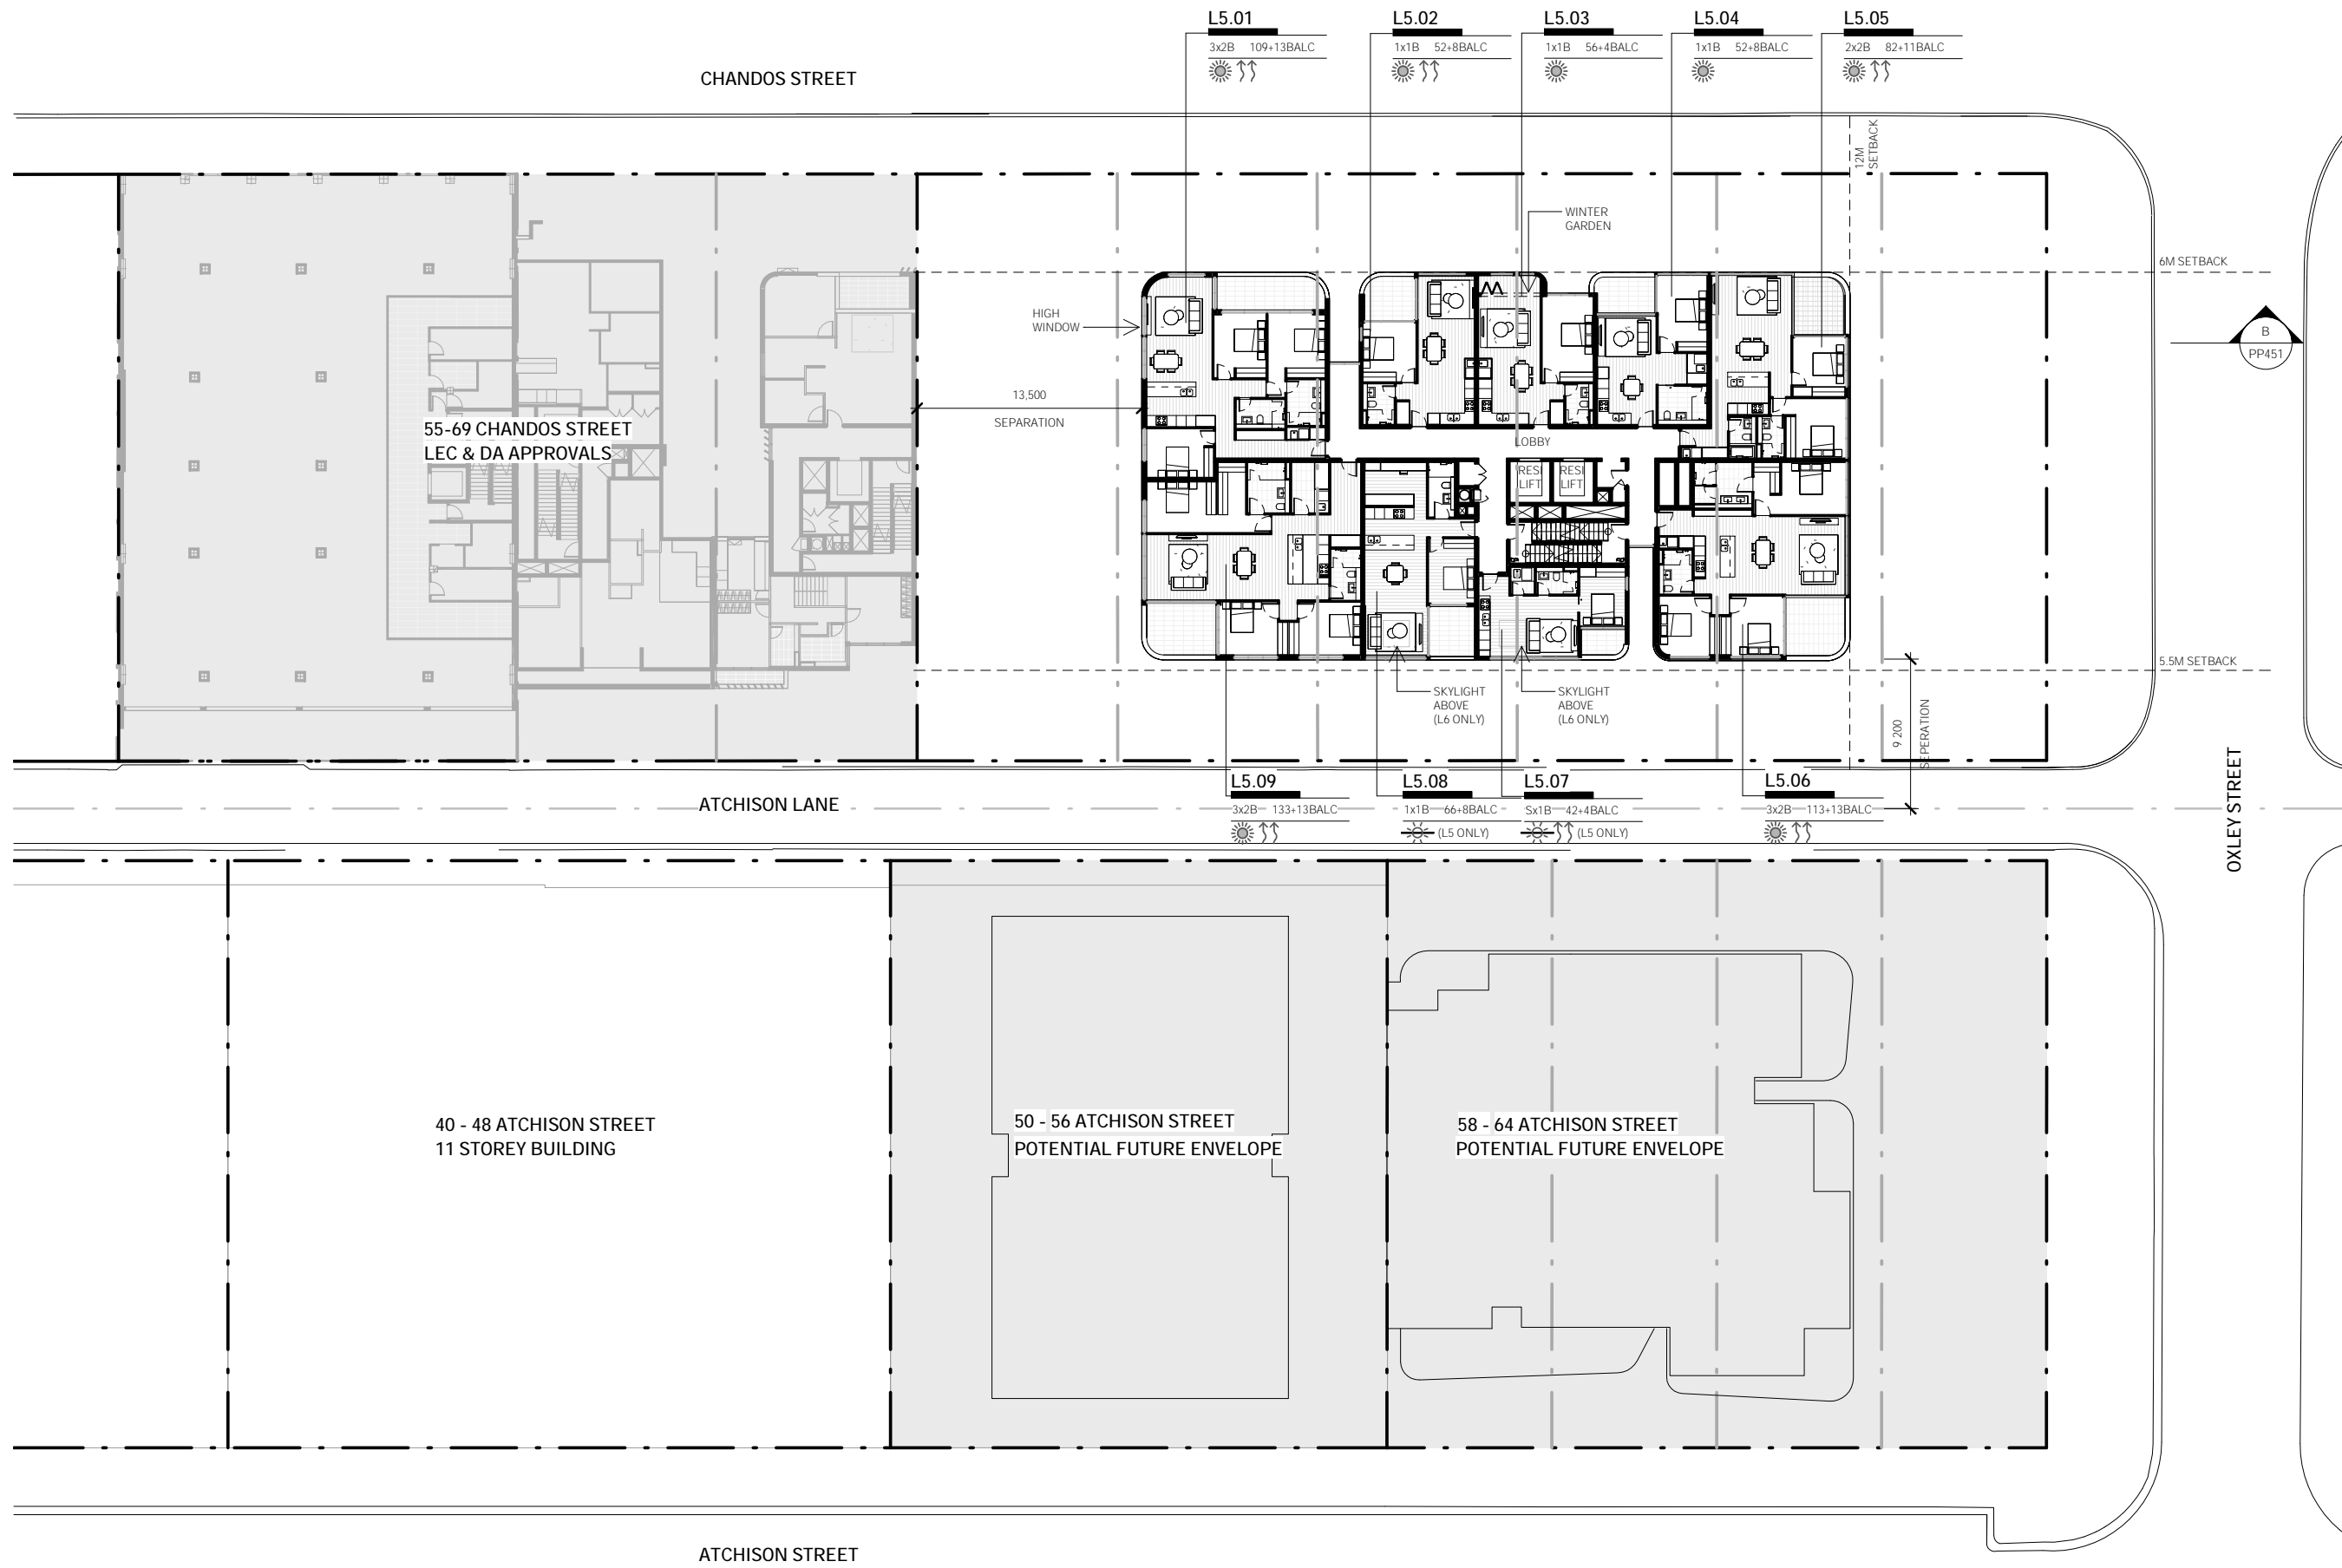 L5.01
3x2B 109+13BALC
L5.02
1x1B 52+8BALC
L5.03
1x1B 56+4BALC
L5.04
1x1B 52+8BALC
L5.05
2x2B 82+11BALC
CHANDOS STREET
12M
SETBACK
WINTER
GARDEN
6M SETBACK
HIGH
WINDOW
B
PP451
13,500
SEPARATION
55-69 CHANDOS STREET
LEC & DA APPROVALS
LOBBY
RESI
LIFT
RESI
LIFT
5.5M SETBACK
SKYLIGHT
ABOVE
(L6 ONLY)
SKYLIGHT
ABOVE
(L6 ONLY)
9 200
SEPERATION
OXLEY STREET
ATCHISON LANE
L5.09
3x2B 133+13BALC
L5.08
1x1B 66+8BALC
(L5 ONLY)
L5.07
Sx1B 42+4BALC
(L5 ONLY)
L5.06
3x2B 113+13BALC
40 - 48 ATCHISON STREET
11 STOREY BUILDING
50 - 56 ATCHISON STREET
POTENTIAL FUTURE ENVELOPE
58 - 64 ATCHISON STREET
POTENTIAL FUTURE ENVELOPE
ATCHISON STREET